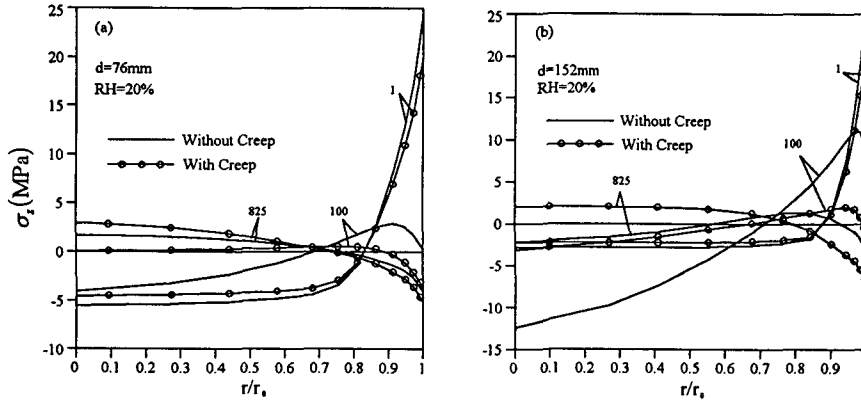 (a)
d=76mm
RH=20%
Without Creep
With Creep
1
825
100
σz(MPa)
25
20
15
10
5
0
-5
-10
0 0.1 0.2 0.3 0.4 0.5 0.6 0.7 0.8 0.9 1
r/r₀
(b)
d=152mm
RH=20%
Without Creep
With Creep
1
100
825
25
20
15
10
5
0
-5
-10
-15
0 0.1 0.2 0.3 0.4 0.5 0.6 0.7 0.8 0.9 1
r/r₀